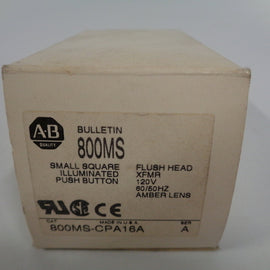 A-B
QUALITY
BULLETIN
800MS
SMALL SQUARE
ILLUMINATED
PUSH BUTTON
FLUSH HEAD
XFMR
120V
60/50HZ
AMBER LENS
CE
CAT
MADE IN U.S.A.
SER
800MS-CPA16A
A